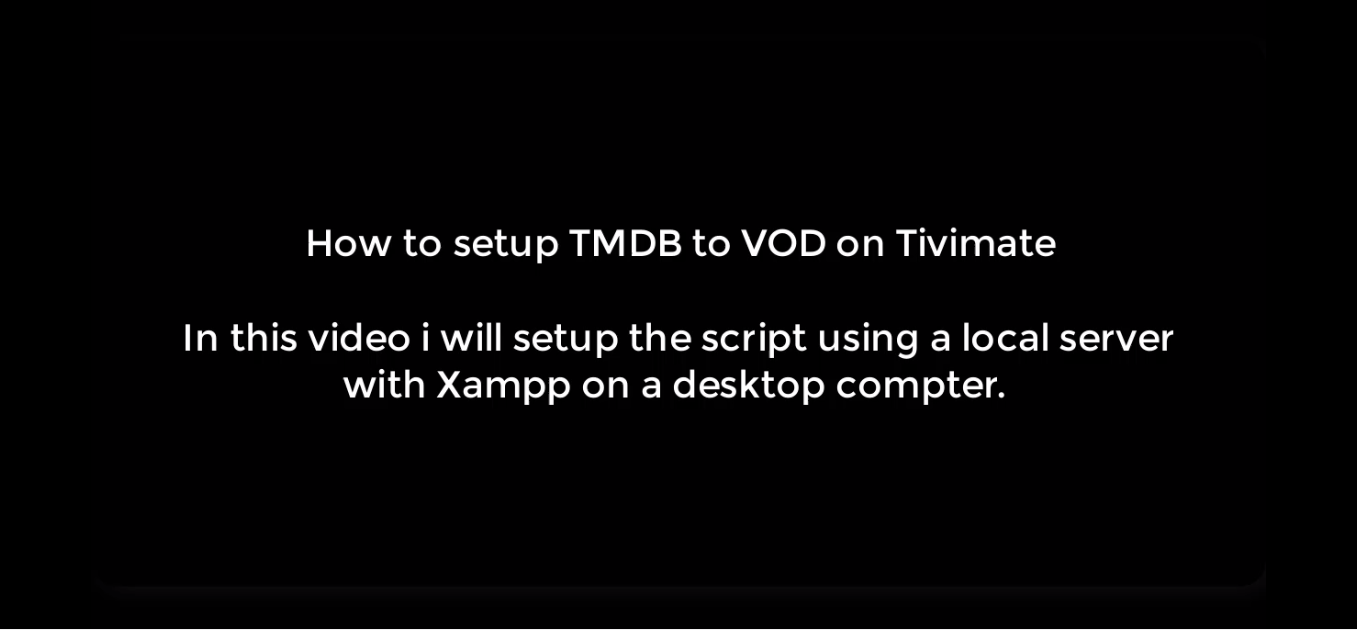 How to setup TMDB to VOD on Tivimate
In this video i will setup the script using a local server
with Xampp on a desktop compter.